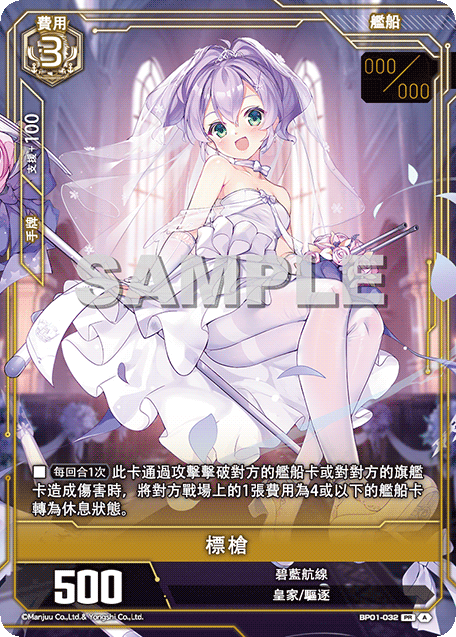 費用
3
艦船
000/000
手牌
支援+100
SAMPLE
■ 每回合1次 此卡通過攻擊擊破對方的艦船卡或對對方的旗艦
卡造成傷害時，將對方戰場上的1張費用為4或以下的艦船卡
轉為休息狀態。
標槍
500
碧藍航線
皇家/驅逐
©Manjuu Co.,Ltd.& Yongshi Co.,Ltd.
BP01-032 PR A